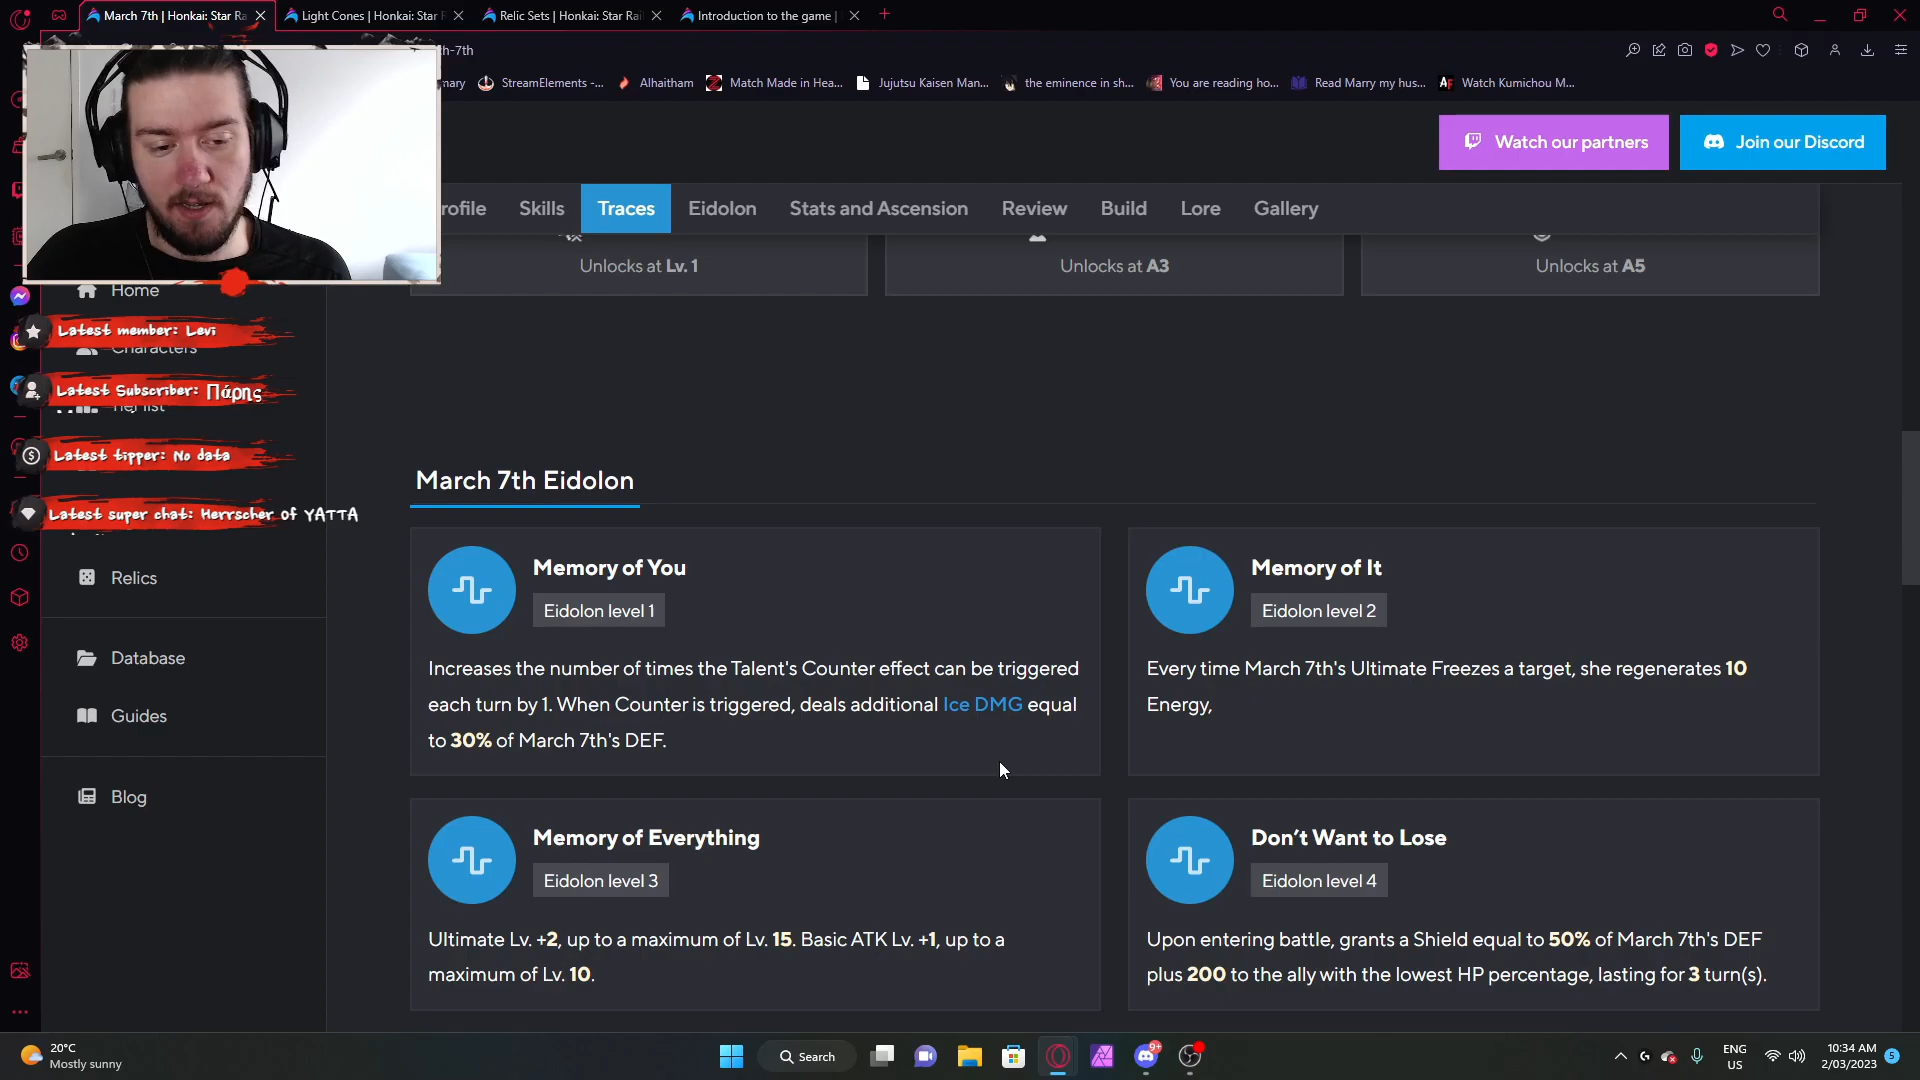 March 7th | Honkai: Star Ra
Light Cones | Honkai: Star R
Relic Sets | Honkai: Star Rai
Introduction to the game |
ch-7th
mary
StreamElements -...
Alhaitham
Match Made in Hea...
Jujutsu Kaisen Man...
the eminence in sh...
You are reading ho...
Read Marry my hus...
AF
Watch Kumichou M...
Watch our partners
Join our Discord
rofile
Skills
Traces
Eidolon
Stats and Ascension
Review
Build
Lore
Gallery
Unlocks at Lv. 1
Unlocks at A3
Unlocks at A5
Home
Latest member: Levi
Characters
Latest Subscriber: Πάρης
Tier list
Latest tipper: No data
Latest super chat: Herrscher of YATTA
Relics
Database
Guides
Blog
March 7th Eidolon
Memory of You
Eidolon level 1
Increases the number of times the Talent's Counter effect can be triggered
each turn by 1. When Counter is triggered, deals additional Ice DMG equal
to 30% of March 7th's DEF.
Memory of It
Eidolon level 2
Every time March 7th's Ultimate Freezes a target, she regenerates 10
Energy,
Memory of Everything
Eidolon level 3
Ultimate Lv. +2, up to a maximum of Lv. 15. Basic ATK Lv. +1, up to a
maximum of Lv. 10.
Don’t Want to Lose
Eidolon level 4
Upon entering battle, grants a Shield equal to 50% of March 7th's DEF
plus 200 to the ally with the lowest HP percentage, lasting for 3 turn(s).
20°C
Mostly sunny
Search
9+
ENG
US
10:34 AM
2/03/2023
5